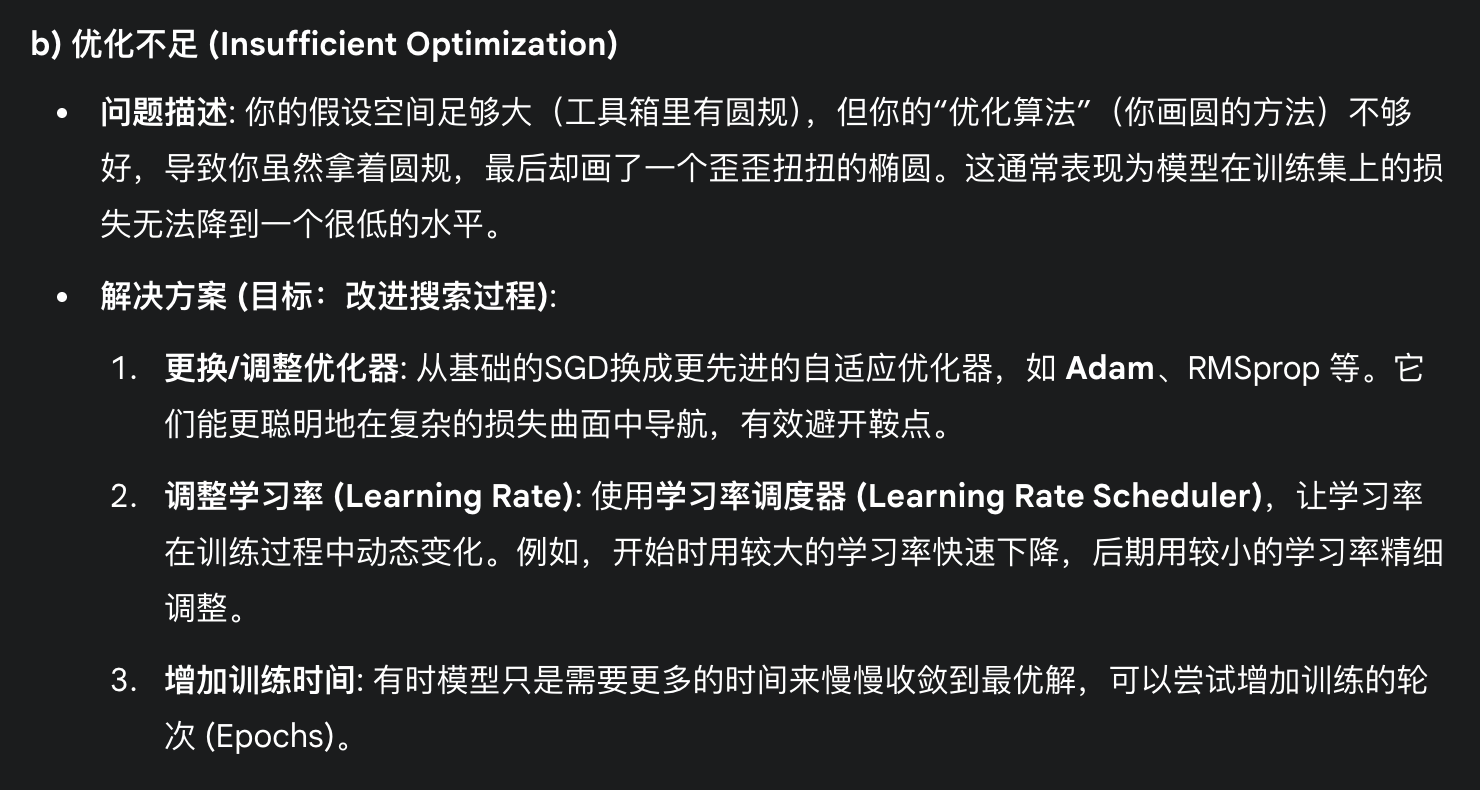 b) 优化不足 (Insufficient Optimization)
• 问题描述: 你的假设空间足够大（工具箱里有圆规），但你的“优化算法”（你画圆的方法）不够
好，导致你虽然拿着圆规，最后却画了一个歪歪扭扭的椭圆。这通常表现为模型在训练集上的损
失无法降到一个很低的水平。
• 解决方案 (目标：改进搜索过程):
1. 更换/调整优化器: 从基础的SGD换成更先进的自适应优化器，如 Adam、RMSprop 等。它
们能更聪明地在复杂的损失曲面中导航，有效避开鞍点。
2. 调整学习率 (Learning Rate): 使用学习率调度器 (Learning Rate Scheduler)，让学习率
在训练过程中动态变化。例如，开始时用较大的学习率快速下降，后期用较小的学习率精细
调整。
3. 增加训练时间: 有时模型只是需要更多的时间来慢慢收敛到最优解，可以尝试增加训练的轮
次 (Epochs)。